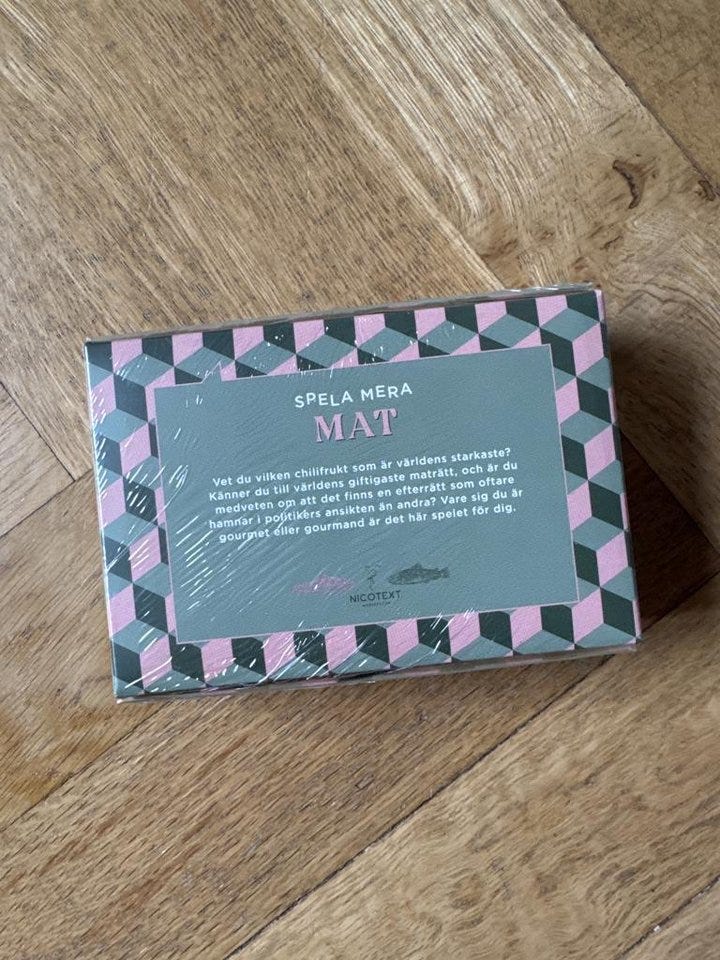 SPELA MERA
MAT
Vet du vilken chilifrukt som är världens starkaste?
Känner du till världens giftigaste maträtt, och är du
medveten om att det finns en efterrätt som oftare
hamnar i politikers ansikten än andra? Vare sig du är
gourmet eller gourmand är det här spelet för dig.
NICOTEXT